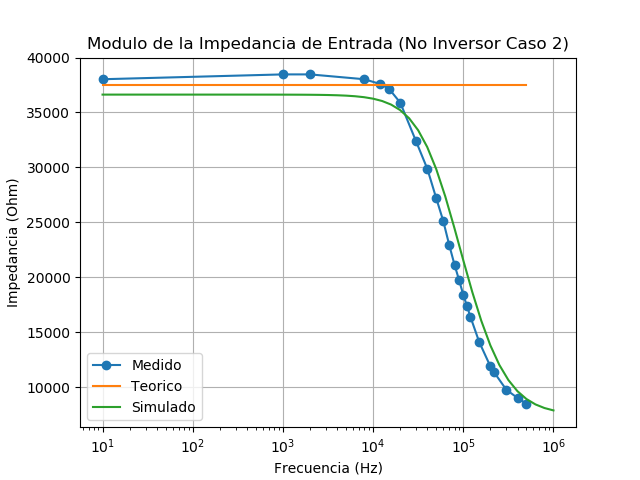 Modulo de la Impedancia de Entrada (No Inversor Caso 2)
Impedancia (Ohm)
40000
35000
30000
25000
20000
15000
10000
Medido
Teorico
Simulado
10¹
10²
10³
10⁴
10⁵
10⁶
Frecuencia (Hz)